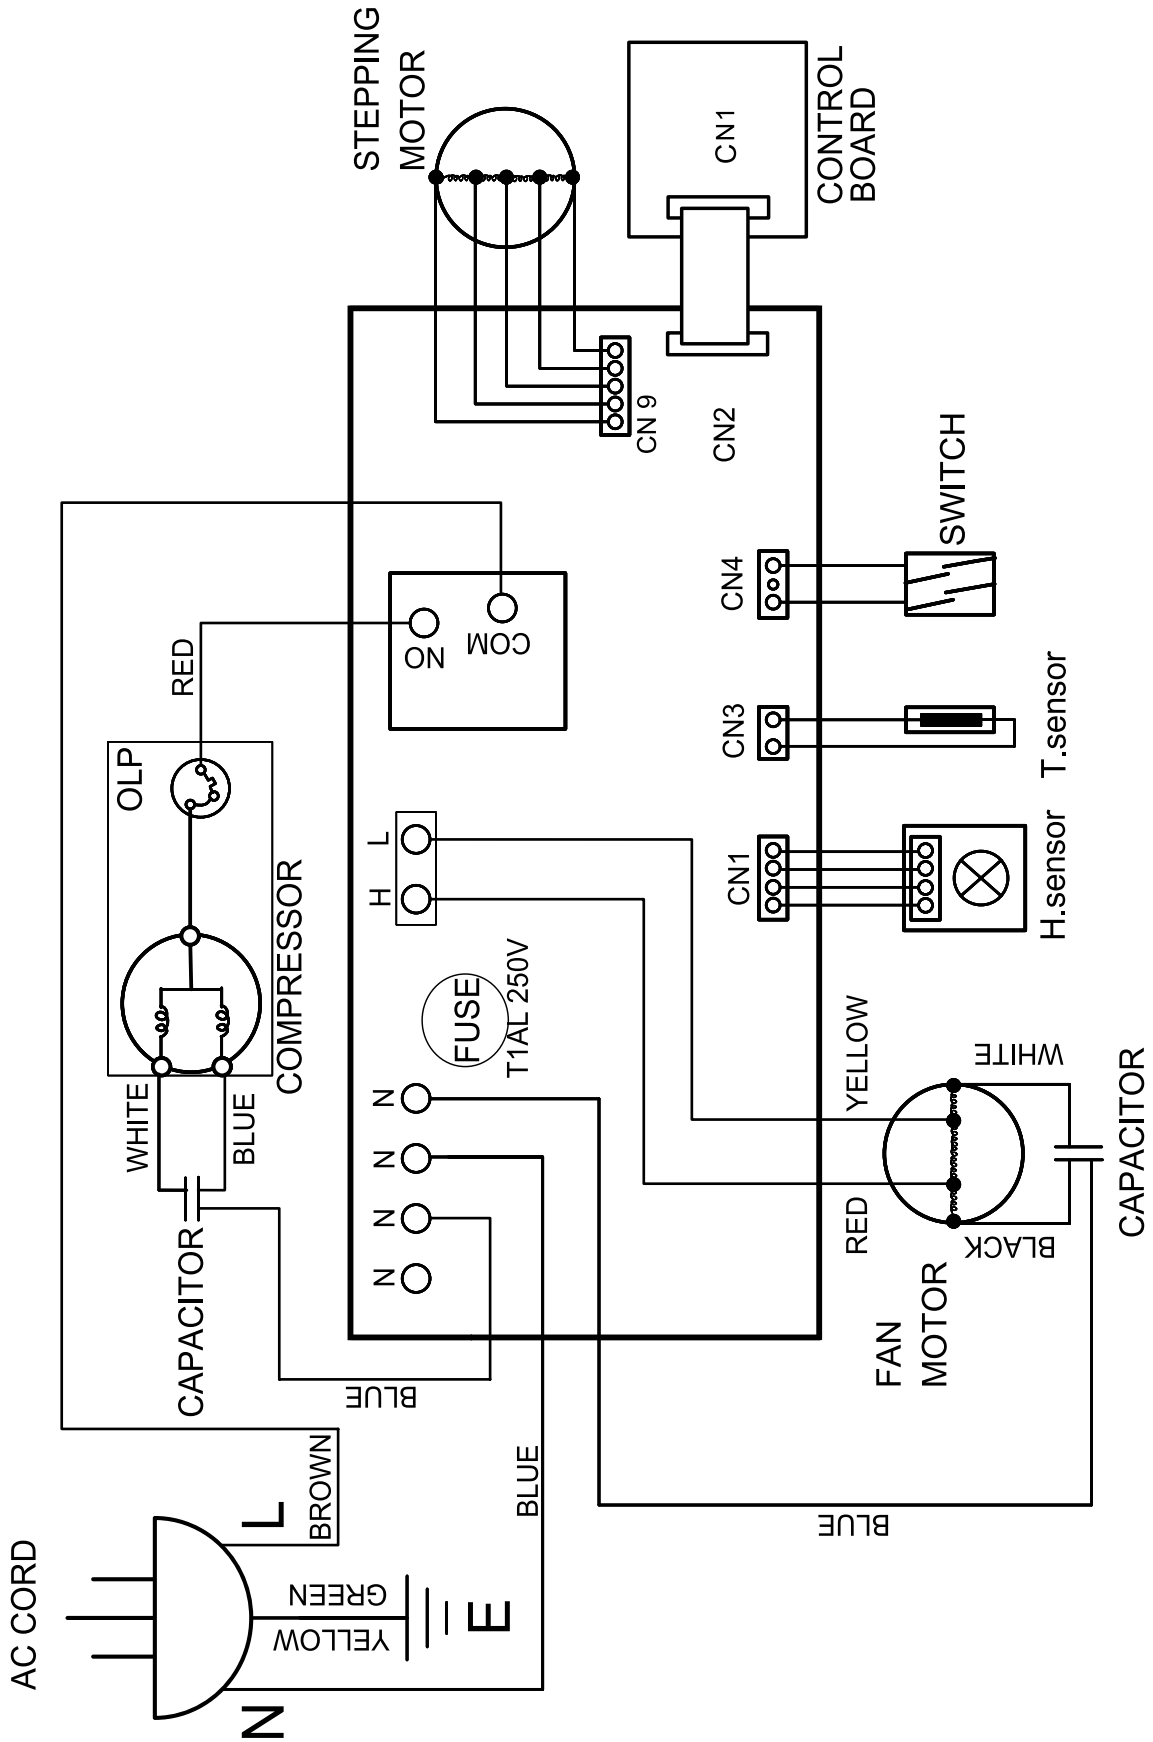 AC CORD
L
N
E
BROWN
GREEN
YELLOW
BLUE
BLUE
BLUE
CAPACITOR
WHITE
BLUE
COMPRESSOR
OLP
RED
NO
COM
L
H
FUSE
T1AL 250V
N
N
N
N
STEPPING
MOTOR
CN 9
CN2
CN1
CONTROL
BOARD
CN4
SWITCH
CN3
T.sensor
CN1
H.sensor
YELLOW
RED
WHITE
BLACK
FAN
MOTOR
CAPACITOR